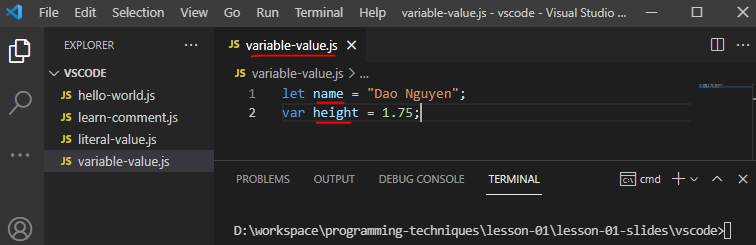 File Edit Selection View Go Run Terminal Help variable-value.js - vscode - Visual Studio ...
EXPLORER
VSCODE
JS hello-world.js
JS learn-comment.js
JS literal-value.js
JS variable-value.js
JS variable-value.js
JS variable-value.js > ...
1 let name = "Dao Nguyen";
2 var height = 1.75;
PROBLEMS OUTPUT DEBUG CONSOLE TERMINAL
cmd
D:\workspace\programming-techniques\lesson-01\lesson-01-slides\vscode>